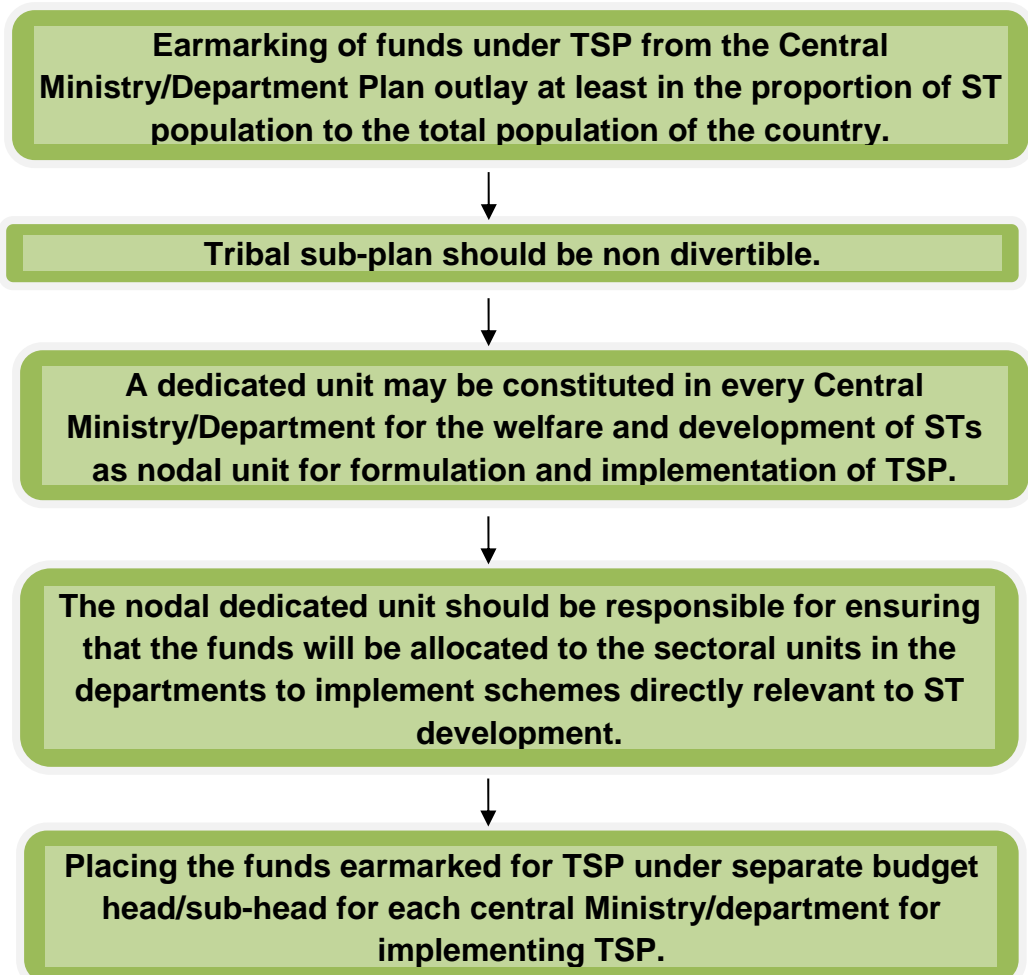 Earmarking of funds under TSP from the Central
Ministry/Department Plan outlay at least in the proportion of ST
population to the total population of the country.
Tribal sub-plan should be non divertible.
A dedicated unit may be constituted in every Central
Ministry/Department for the welfare and development of STs
as nodal unit for formulation and implementation of TSP.
The nodal dedicated unit should be responsible for ensuring
that the funds will be allocated to the sectoral units in the
departments to implement schemes directly relevant to ST
development.
Placing the funds earmarked for TSP under separate budget
head/sub-head for each central Ministry/department for
implementing TSP.